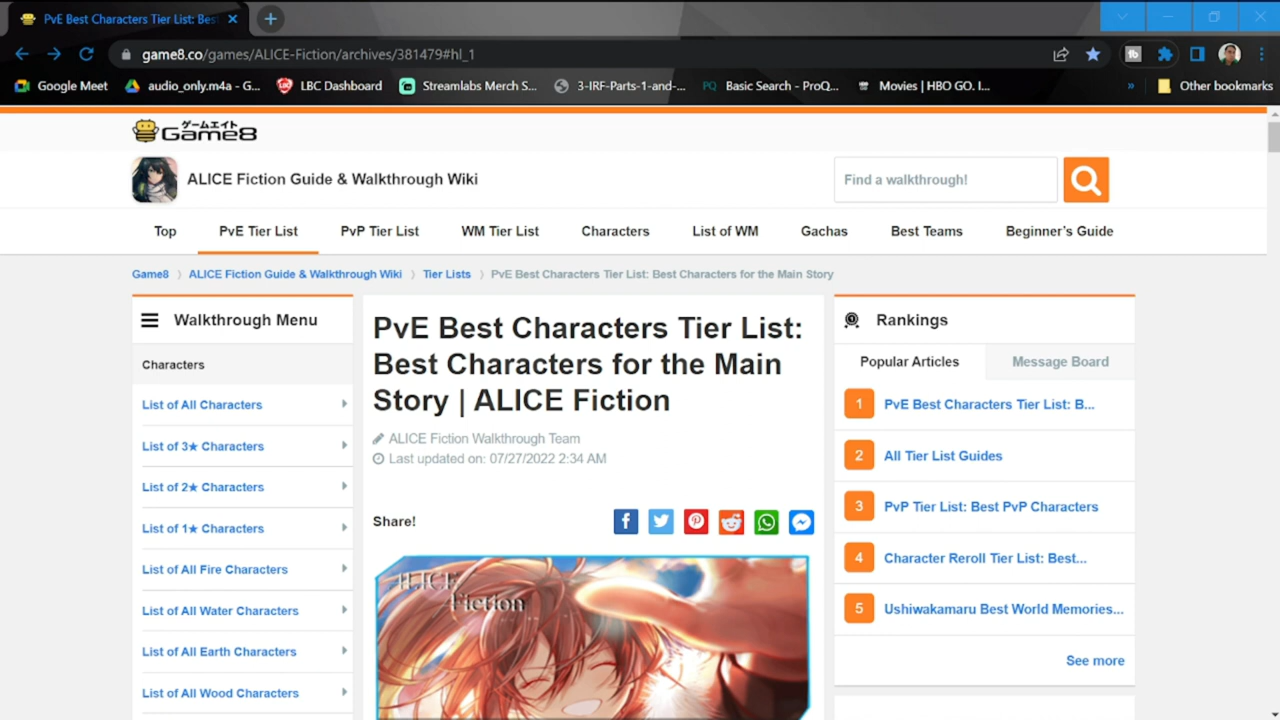 PvE Best Characters Tier List: Bes
game8.co/games/ALICE-Fiction/archives/381479#hl_1
Google Meet
audio_only.m4a - G...
LBC Dashboard
Streamlabs Merch S...
3-IRF-Parts-1-and-...
PQ
Basic Search - ProQ...
Movies | HBO GO. I...
»
Other bookmarks
ゲームエイト
Game8
ALICE Fiction Guide & Walkthrough Wiki
Find a walkthrough!
Top
PvE Tier List
PvP Tier List
WM Tier List
Characters
List of WM
Gachas
Best Teams
Beginner's Guide
Game8 〉 ALICE Fiction Guide & Walkthrough Wiki 〉 Tier Lists 〉 PvE Best Characters Tier List: Best Characters for the Main Story
Walkthrough Menu
Characters
List of All Characters
List of 3★ Characters
List of 2★ Characters
List of 1★ Characters
List of All Fire Characters
List of All Water Characters
List of All Earth Characters
List of All Wood Characters
PvE Best Characters Tier List:
Best Characters for the Main
Story | ALICE Fiction
ALICE Fiction Walkthrough Team
Last updated on: 07/27/2022 2:34 AM
Share!
ALICE
Fiction
Rankings
Popular Articles
Message Board
1 PvE Best Characters Tier List: B...
2 All Tier List Guides
3 PvP Tier List: Best PvP Characters
4 Character Reroll Tier List: Best...
5 Ushiwakamaru Best World Memories...
See more